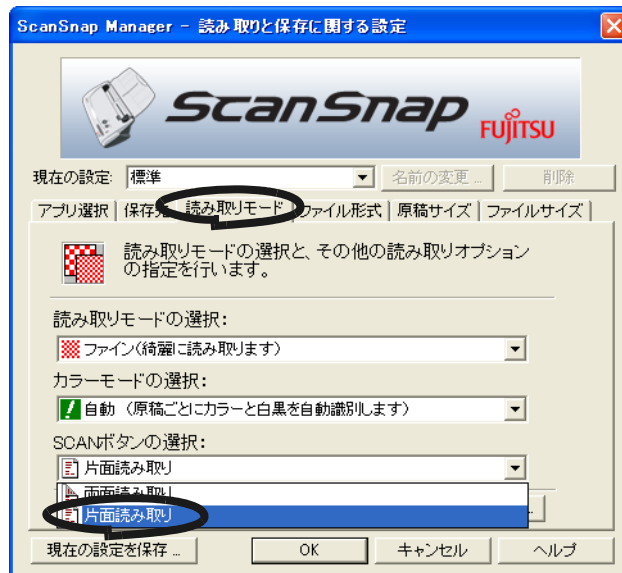 ScanSnap Manager - 読み取りと保存に関する設定
ScanSnap
FUJITSU
現在の設定: 標準 名前の変更 ... 削除
アプリ選択 保存先 読み取りモード ファイル形式 原稿サイズ ファイルサイズ
読み取りモードの選択と、その他の読み取りオプション
の指定を行います。
読み取りモードの選択:
ファイン(綺麗に読み取ります)
カラーモードの選択:
自動 (原稿ごとにカラーと白黒を自動識別します)
SCANボタンの選択:
片面読み取り
両面読み取り
片面読み取り
現在の設定を保存 ... OK キャンセル ヘルプ